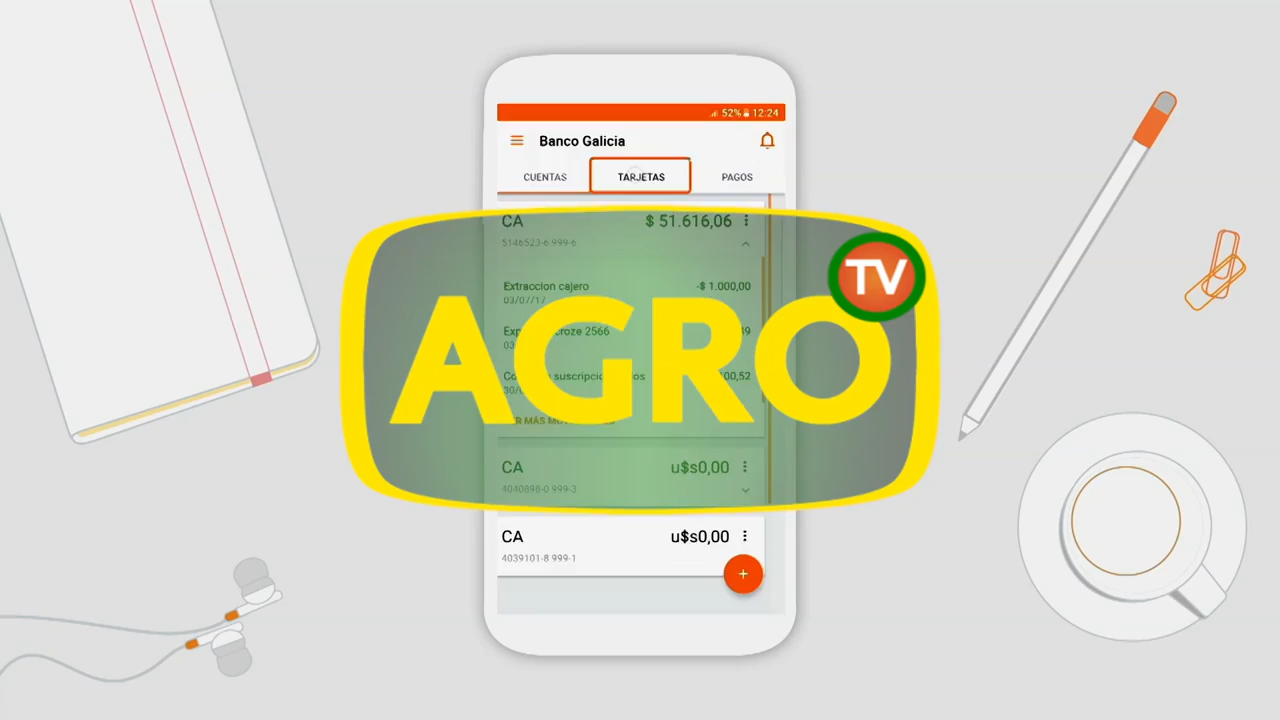 52% 12:24
Banco Galicia
CUENTAS TARJETAS PAGOS
CA $ 51.616,06
5146523-6 999-6
Extraccion cajero -$ 1.000,00
03/07/17
2566
suscripci
CA u$s0,00
4040898-0 999-3
CA u$s0,00
4039101-8 999-1
+
AGRO
TV